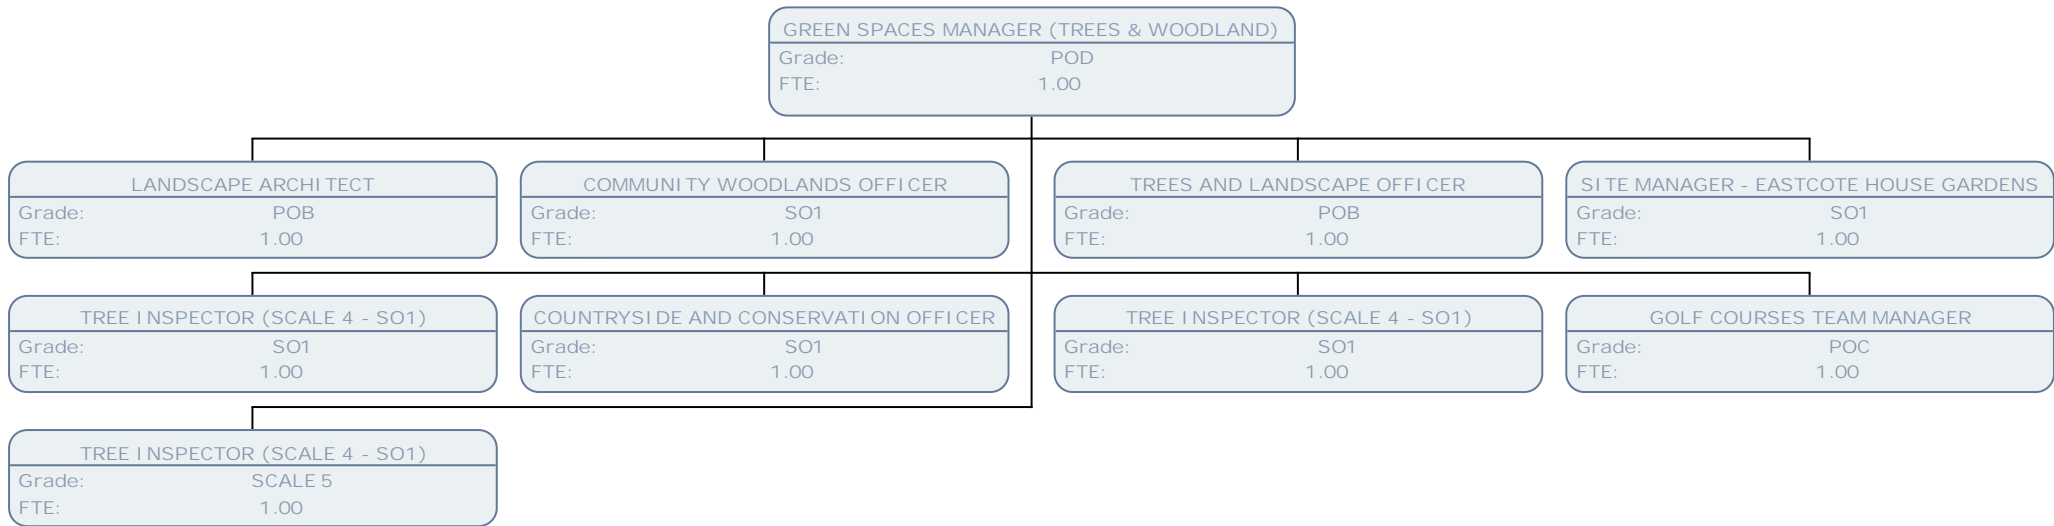 GREEN SPACES MANAGER (TREES & WOODLAND)
Grade: POD
FTE: 1.00
LANDSCAPE ARCHITECT
Grade: POB
FTE: 1.00
COMMUNITY WOODLANDS OFFICER
Grade: SO1
FTE: 1.00
TREES AND LANDSCAPE OFFICER
Grade: POB
FTE: 1.00
SITE MANAGER - EASTCOTE HOUSE GARDENS
Grade: SO1
FTE: 1.00
TREE INSPECTOR (SCALE 4 - SO1)
Grade: SO1
FTE: 1.00
COUNTRYSIDE AND CONSERVATION OFFICER
Grade: SO1
FTE: 1.00
TREE INSPECTOR (SCALE 4 - SO1)
Grade: SO1
FTE: 1.00
GOLF COURSES TEAM MANAGER
Grade: POC
FTE: 1.00
TREE INSPECTOR (SCALE 4 - SO1)
Grade: SCALE 5
FTE: 1.00